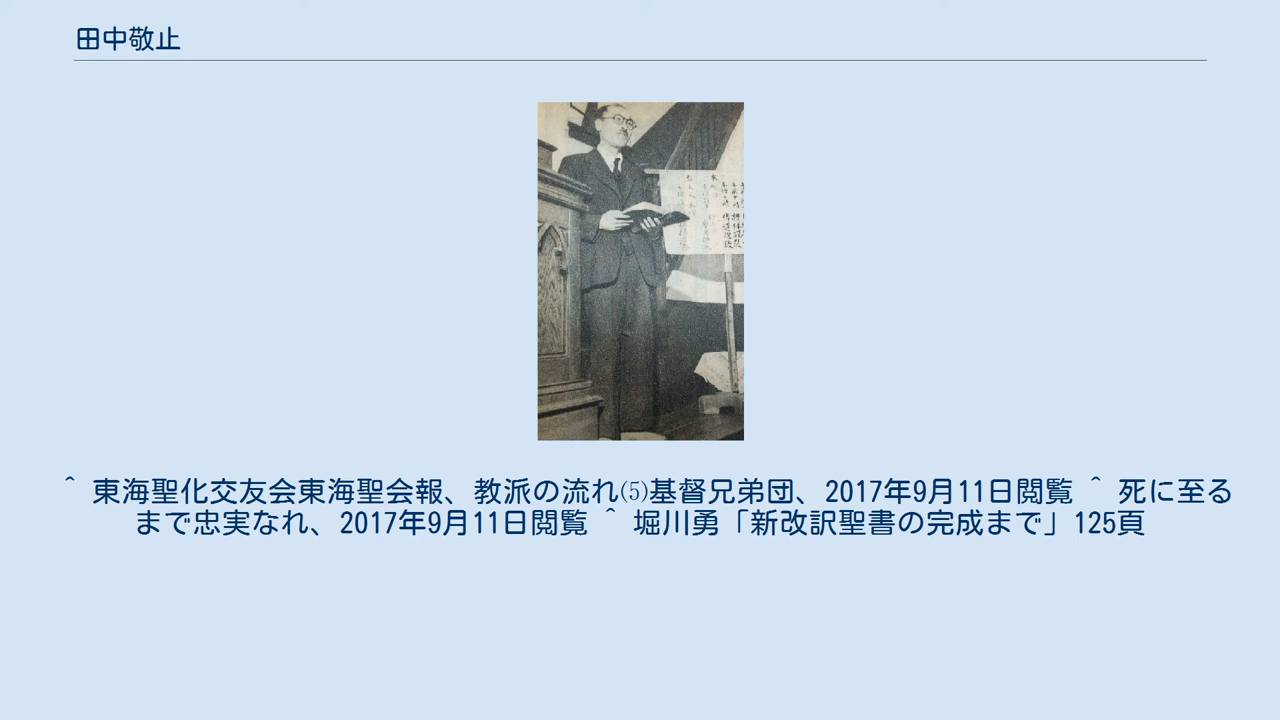 田中敬止
^ 東海聖化交友会東海聖会報、教派の流れ⑸基督兄弟団、2017年9月11日閲覧 ^ 死に至る
まで忠実なれ、2017年9月11日閲覧 ^ 堀川勇「新改訳聖書の完成まで」125頁